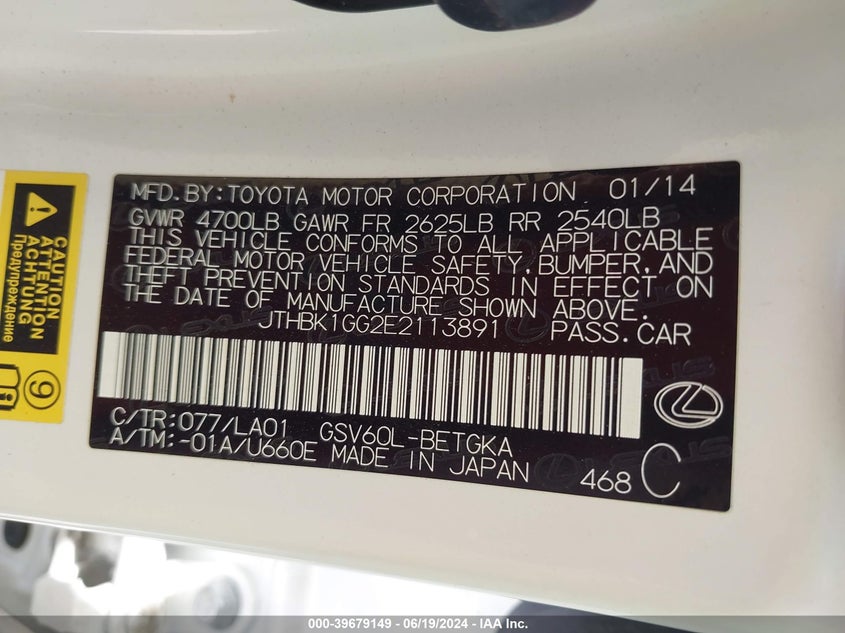 MFD.BY:TOYOTA MOTOR CORPORATION 01/14
GVWR 4700LB GAWR FR 2625LB RR 2540LB
THIS VEHICLE CONFORMS TO ALL APPLICABLE
FEDERAL MOTOR VEHICLE SAFETY,BUMPER,AND
THEFT PREVENTION STANDARDS IN EFFECT ON
THE DATE OF MANUFACTURE SHOWN ABOVE.
JTHBK1GG2E2113891 PASS.CAR
C/TR:077/LA01 GSV60L-BETGKA
A/TM:-01A/U660E MADE IN JAPAN
468 C
CAUTION
ATTENTION
ACHTUNG
Предупреждение
9
000-39679149 - 06/19/2024 - IAA Inc.